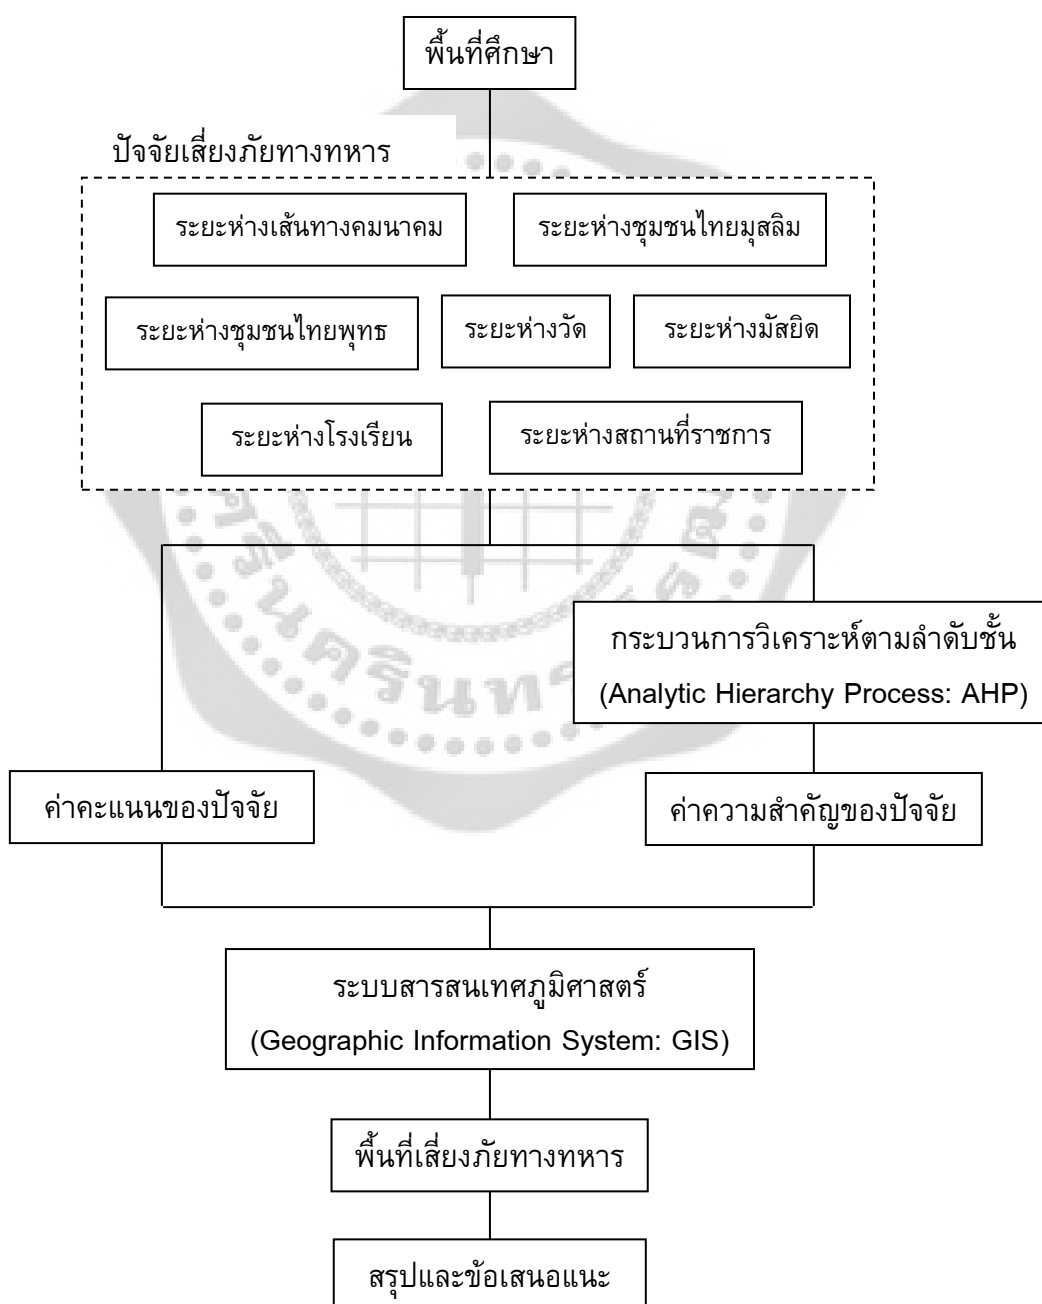 พื้นที่ศึกษา
ปัจจัยเสี่ยงภัยทางทหาร
ระยะห่างเส้นทางคมนาคม
ระยะห่างชุมชนไทยมุสลิม
ระยะห่างชุมชนไทยพุทธ
ระยะห่างวัด
ระยะห่างมัสยิด
ระยะห่างโรงเรียน
ระยะห่างสถานที่ราชการ
กระบวนการวิเคราะห์ตามลำดับชั้น
(Analytic Hierarchy Process: AHP)
ค่าคะแนนของปัจจัย
ค่าความสำคัญของปัจจัย
ระบบสารสนเทศภูมิศาสตร์
(Geographic Information System: GIS)
พื้นที่เสี่ยงภัยทางทหาร
สรุปและข้อเสนอแนะ